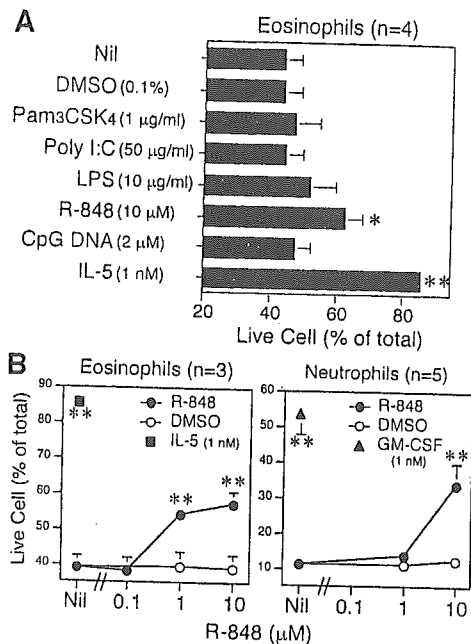 A
Eosinophils (n=4)
Nil
DMSO (0.1%)
Pam3CSK4 (1 μg/ml)
Poly I:C (50 μg/ml)
LPS (10 μg/ml)
R-848 (10 μM)
*
CpG DNA (2 μM)
IL-5 (1 nM)
**
20 40 60 80
Live Cell (% of total)
B
Eosinophils (n=3)
Neutrophils (n=5)
Live Cell (% of total)
90
80
70
60
50
40
**
R-848
DMSO
IL-5 (1 nM)
** **
Nil 0.1 1 10
50
30
10
**
R-848
DMSO
GM-CSF
(1 nM)
**
Nil 0.1 1 10
R-848 (μM)